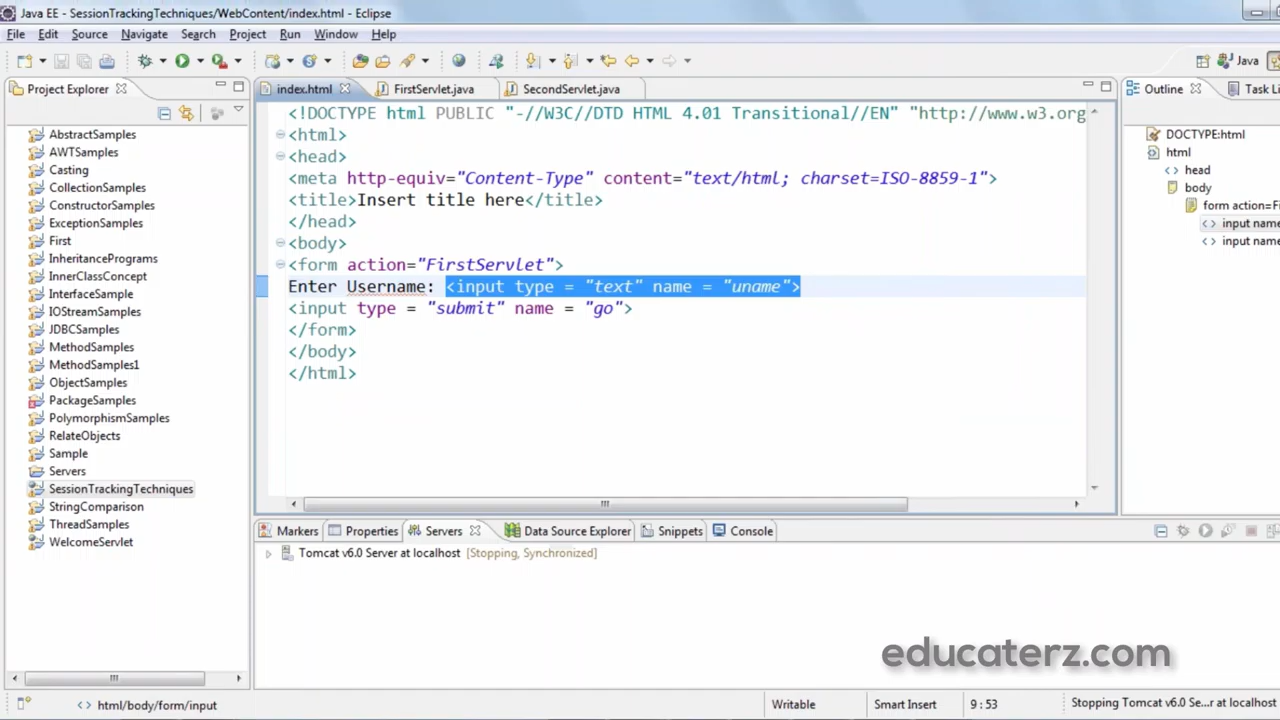 Java EE - SessionTrackingTechniques/WebContent/index.html - Eclipse
File Edit Source Navigate Search Project Run Window Help
Java
Project Explorer
index.html FirstServlet.java SecondServlet.java
Outline Task Li
AbstractSamples
AWTSamples
Casting
CollectionSamples
ConstructorSamples
ExceptionSamples
First
InheritancePrograms
InnerClassConcept
InterfaceSample
IOStreamSamples
JDBCSamples
MethodSamples
MethodSamples1
ObjectSamples
PackageSamples
PolymorphismSamples
RelateObjects
Sample
Servers
SessionTrackingTechniques
StringComparison
ThreadSamples
WelcomeServlet
<!DOCTYPE html PUBLIC "-//W3C//DTD HTML 4.01 Transitional//EN" "http://www.w3.org
<html>
<head>
<meta http-equiv="Content-Type" content="text/html; charset=ISO-8859-1">
<title>Insert title here</title>
</head>
<body>
<form action="FirstServlet">
Enter Username: <input type = "text" name = "uname">
<input type = "submit" name = "go">
</form>
</body>
</html>
DOCTYPE:html
html
head
body
form action=Fi
input name
input name
Markers Properties Servers Data Source Explorer Snippets Console
Tomcat v6.0 Server at localhost [Stopping, Synchronized]
educaterz.com
html/body/form/input
Writable
Smart Insert
9 : 53
Stopping Tomcat v6.0 Se...r at localhost